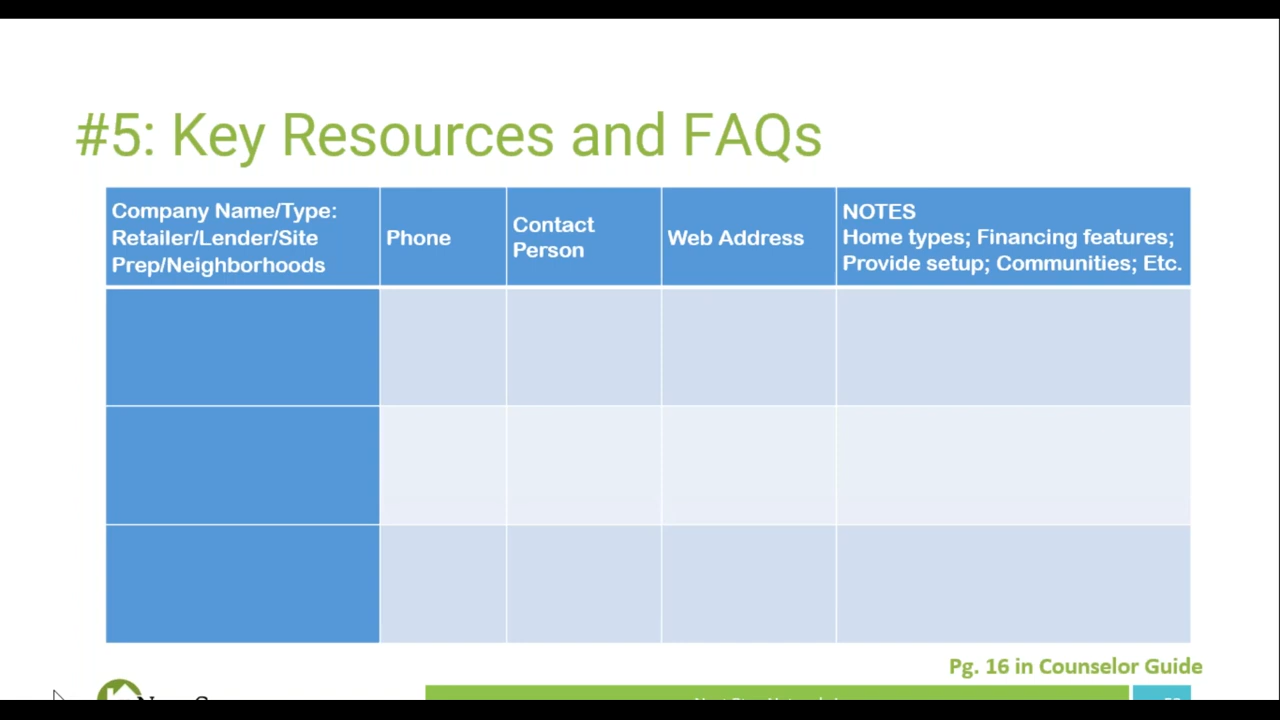 #5: Key Resources and FAQs
Company Name/Type:
Retailer/Lender/Site
Prep/Neighborhoods
Phone
Contact
Person
Web Address
NOTES
Home types; Financing features;
Provide setup; Communities; Etc.
Pg. 16 in Counselor Guide